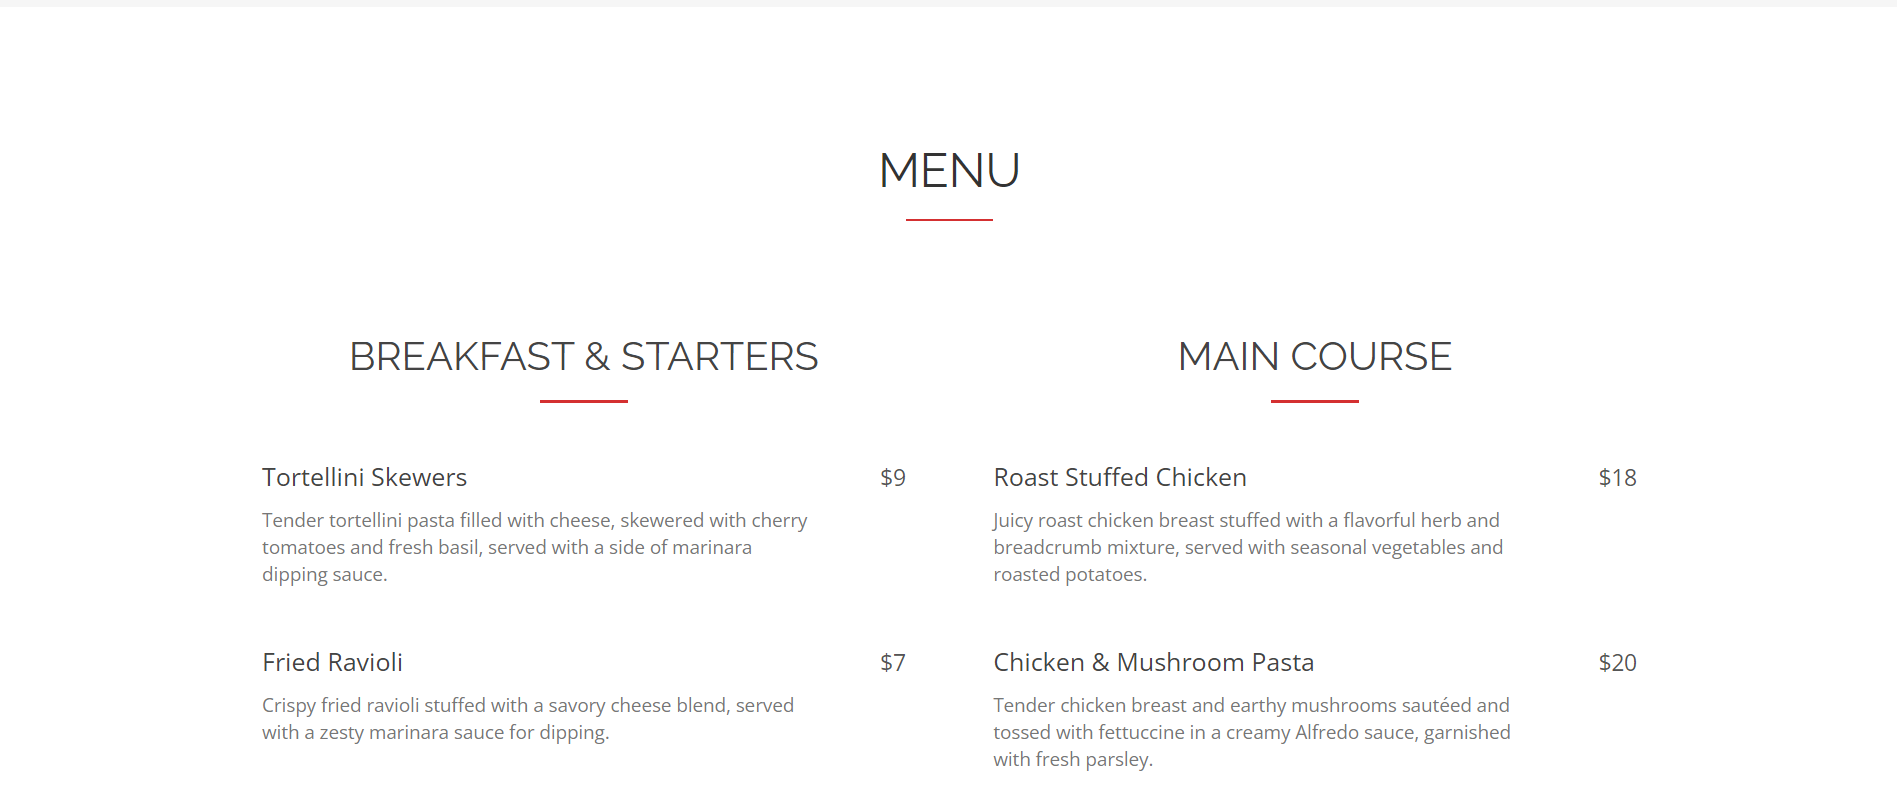 MENU
BREAKFAST & STARTERS
Tortellini Skewers $9
Tender tortellini pasta filled with cheese, skewered with cherry
tomatoes and fresh basil, served with a side of marinara
dipping sauce.
Fried Ravioli $7
Crispy fried ravioli stuffed with a savory cheese blend, served
with a zesty marinara sauce for dipping.
MAIN COURSE
Roast Stuffed Chicken $18
Juicy roast chicken breast stuffed with a flavorful herb and
breadcrumb mixture, served with seasonal vegetables and
roasted potatoes.
Chicken & Mushroom Pasta $20
Tender chicken breast and earthy mushrooms sautéed and
tossed with fettuccine in a creamy Alfredo sauce, garnished
with fresh parsley.